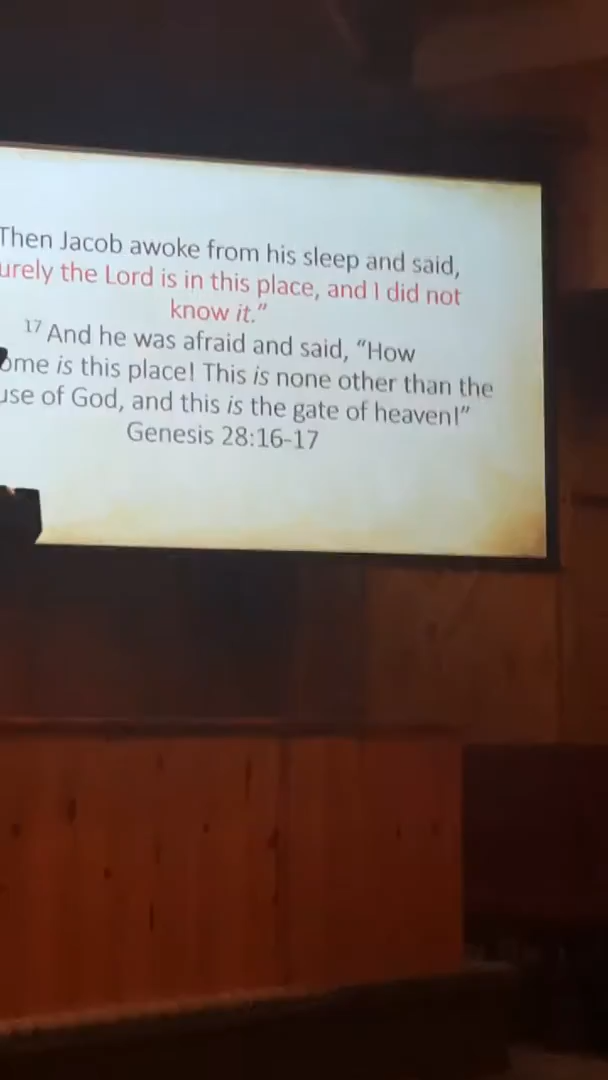 Then Jacob awoke from his sleep and said,
urely the Lord is in this place, and I did not
know it.”
17 And he was afraid and said, “How
ome is this place! This is none other than the
use of God, and this is the gate of heaven!”
Genesis 28:16-17